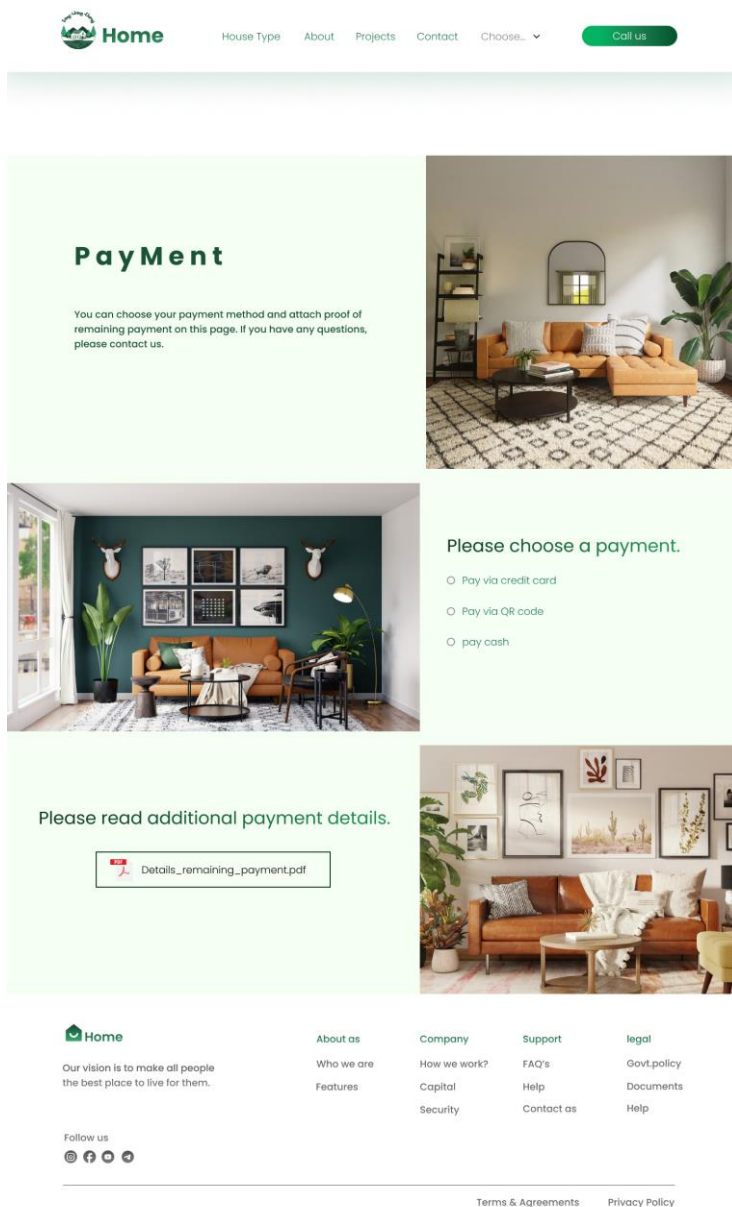 Home
House Type About Projects Contact Choose... Call us
PayMent
You can choose your payment method and attach proof of
remaining payment on this page. If you have any questions,
please contact us.
Please choose a payment.
Pay via credit card
Pay via QR code
pay cash
Please read additional payment details.
PDF
Details_remaining_payment.pdf
Home
Our vision is to make all people
the best place to live for them.
Follow us
About as
Who we are
Features
Company
How we work?
Capital
Security
Support
FAQ's
Help
Contact as
legal
Govt.policy
Documents
Help
Terms & Agreements Privacy Policy